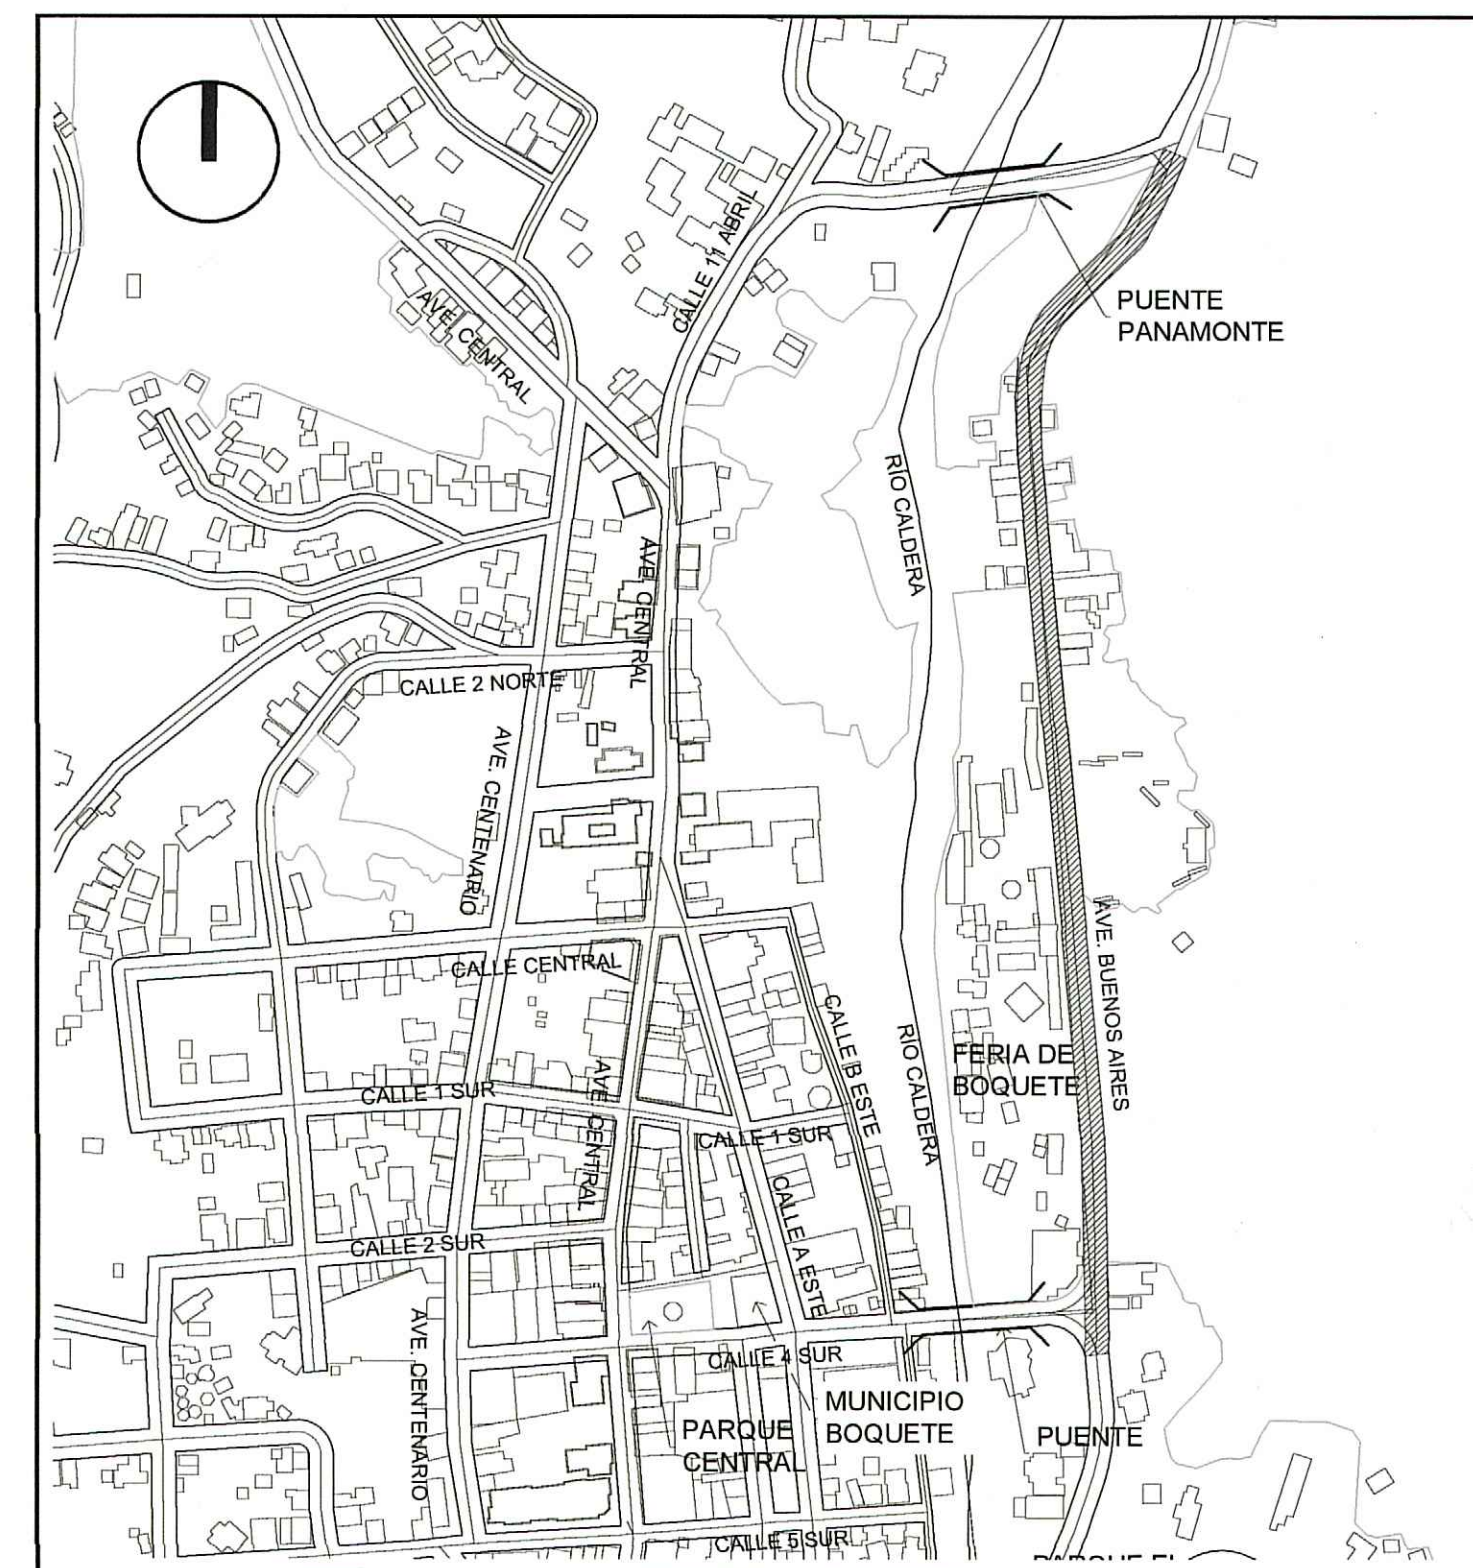 CALLE 11 ABRIL
PUENTE
PANAMONTE
AVE. CENTRAL
RÍO CALDERA
AVE. CENTRAL
CALLE 2 NORTE
AVE. CENTENARIO
AVE. BUENOS AIRES
CALLE CENTRAL
CALLE B ESTE
RÍO CALDERA
FERIA DE
BOQUETE
CALLE 1 SUR
AVE. CENTRAL
CALLE 1 SUR
CALLE A ESTE
CALLE 2 SUR
AVE. CENTENARIO
CALLE 4 SUR
MUNICIPIO
BOQUETE
PARQUE
CENTRAL
PUENTE
CALLE 5 SUR
PARQUE EL